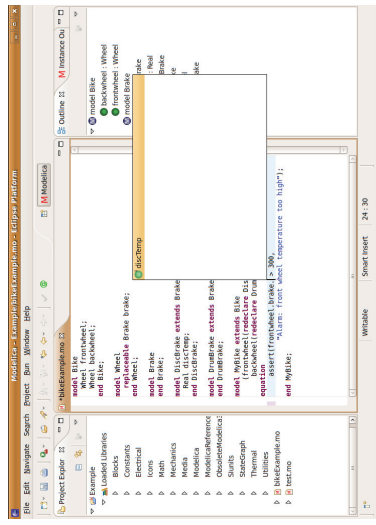 Modelica - Example/bikeExample.mo - Eclipse Platform
File Edit Navigate Search Project Run Window Help
Modelica
Project Explor
Example
Loaded Libraries
Blocks
Constants
Electrical
Icons
Math
Mechanics
Media
Modelica
ModelicaReference
ObsoleteModelica3
SIunits
StateGraph
Thermal
Utilities
bikeExample.mo
test.mo
*bikeExample.mo
model Bike
Wheel frontwheel;
Wheel backwheel;
end Bike;
model Wheel
replaceable Brake brake;
end Wheel;
model Brake
end Brake;
model DiscBrake extends Brake
Real discTemp;
end DiscBrake;
model DrumBrake extends Brake
end DrumBrake;
model MyBike extends Bike
(frontwheel(redeclare Dis
backwheel(redeclare Drum
equation
assert(frontwheel.brake. > 300,
"Alarm: front wheel temperature too high");
end MyBike;
discTemp
Outline
Instance Ou
model Bike
backwheel : Wheel
frontwheel : Wheel
model Brake
rake
: Real
ke
ake
Writable
Smart Insert
24 : 30